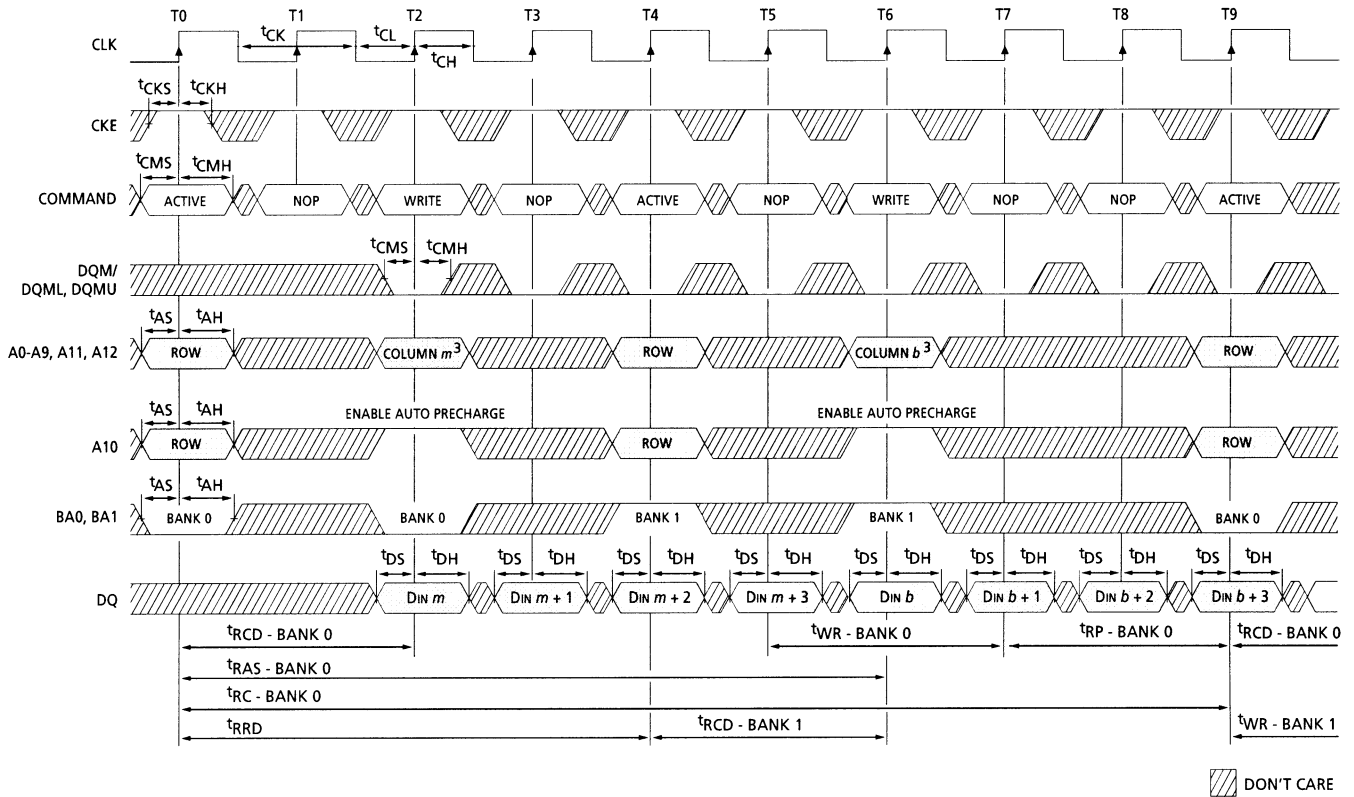 T0 T1 T2 T3 T4 T5 T6 T7 T8 T9
CLK
tCK tCL
tCH
tCKS tCKH
CKE
tCMS tCMH
COMMAND ACTIVE NOP WRITE NOP ACTIVE NOP WRITE NOP NOP ACTIVE
tCMS tCMH
DQM/
DQML, DQMU
tAS tAH
A0-A9, A11, A12 ROW COLUMN m3 ROW COLUMN b3 ROW
tAS tAH
ENABLE AUTO PRECHARGE ENABLE AUTO PRECHARGE
A10 ROW ROW ROW
tAS tAH
BA0, BA1 BANK 0 BANK 0 BANK 1 BANK 1 BANK 0
tDS tDH tDS tDH tDS tDH tDS tDH tDS tDH tDS tDH tDS tDH tDS tDH
DQ DIN m DIN m + 1 DIN m + 2 DIN m + 3 DIN b DIN b + 1 DIN b + 2 DIN b + 3
tRCD - BANK 0 tWR - BANK 0 tRP - BANK 0 tRCD - BANK 0
tRAS - BANK 0
tRC - BANK 0
tRRD tRCD - BANK 1 tWR - BANK 1
DON'T CARE